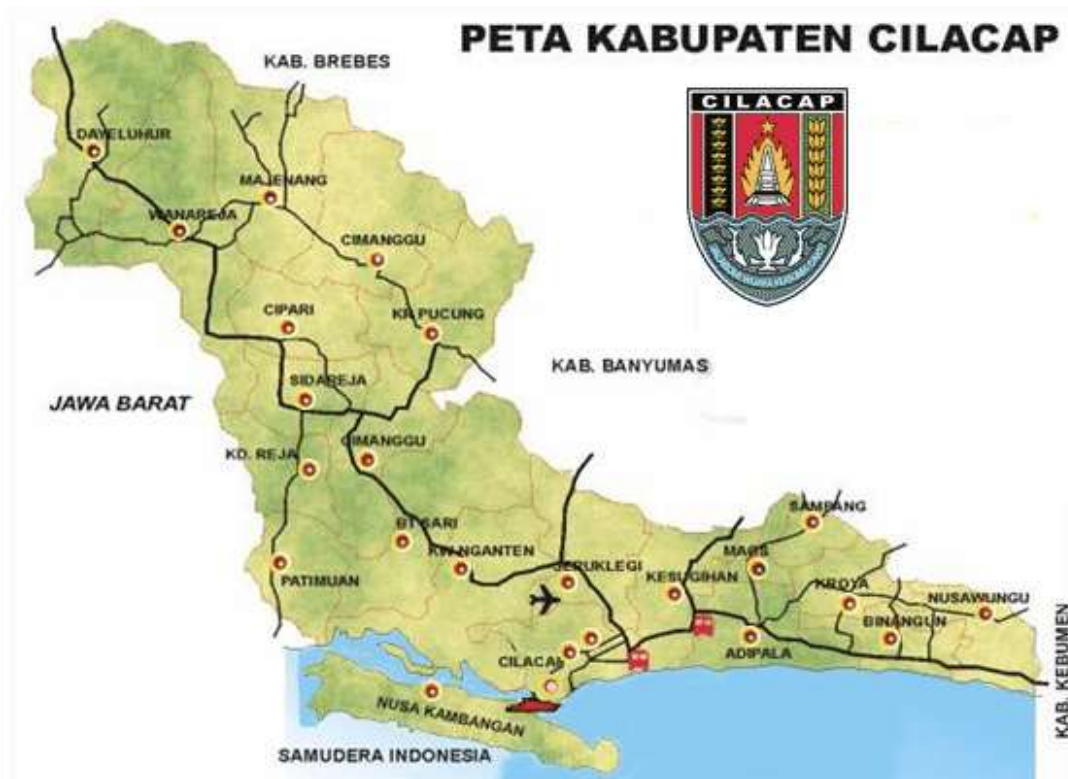 PETA KABUPATEN CILACAP
KAB. BREBES
CILACAP
DAYELUHUR
MAJENANG
WANAREJA
CIMANGGU
CIPARI
KR PUCUNG
KAB. BANYUMAS
SIDAREJA
JAWA BARAT
CIMANGGU
KD. REJA
SAMPANG
BT SARI
KW NGANTEN
MAOS
JERUKLEGI
KESUGIHAN
PATIMUAN
KROYA
NUSAWUNGU
BINANGUN
ADIPALA
CILACAP
KAB. KEBUMEN
NUSA KAMBANGAN
SAMUDERA INDONESIA